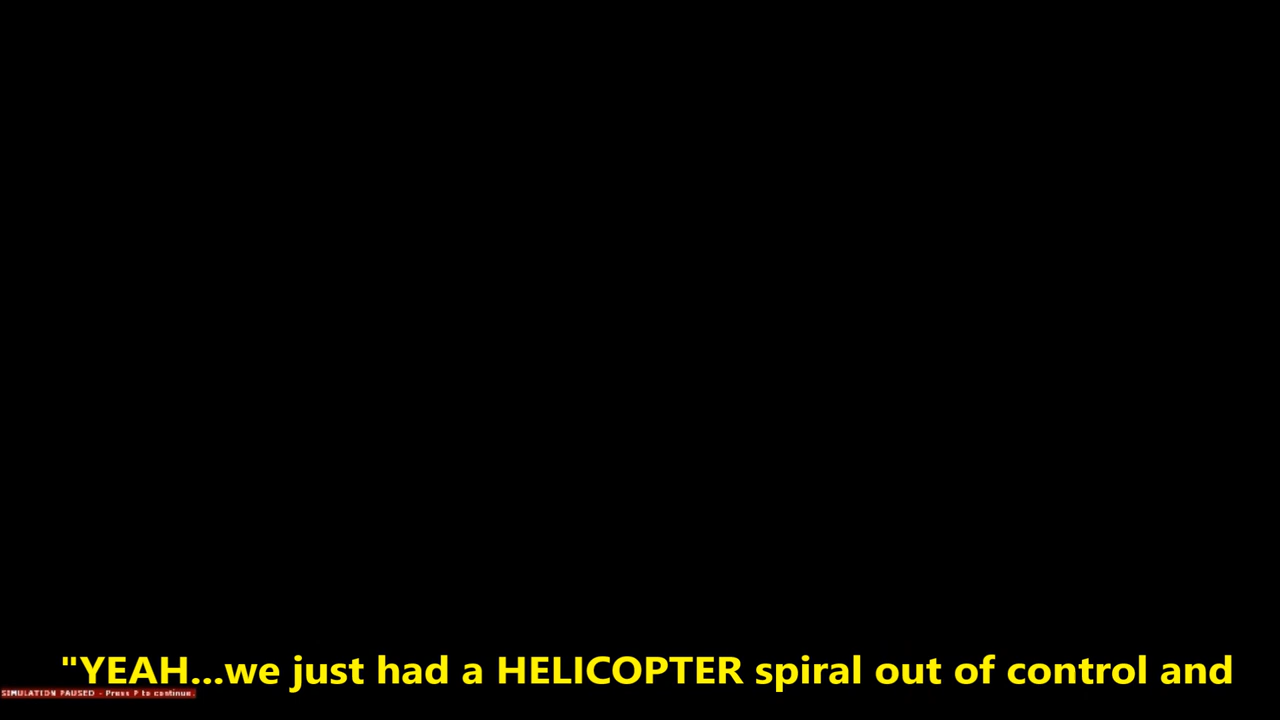 "YEAH...we just had a HELICOPTER spiral out of control and
SIMULATION PAUSED - Press P to continue.